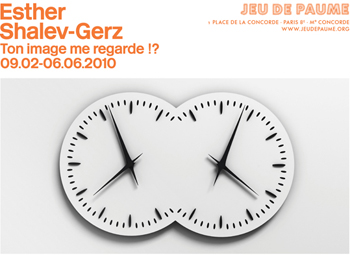 Esther
Shalev-Gerz
Ton image me regarde !?
09.02-06.06.2010
JEU DE PAUME
1 PLACE DE LA CONCORDE · PARIS 8E · M° CONCORDE
WWW.JEUDEPAUME.ORG